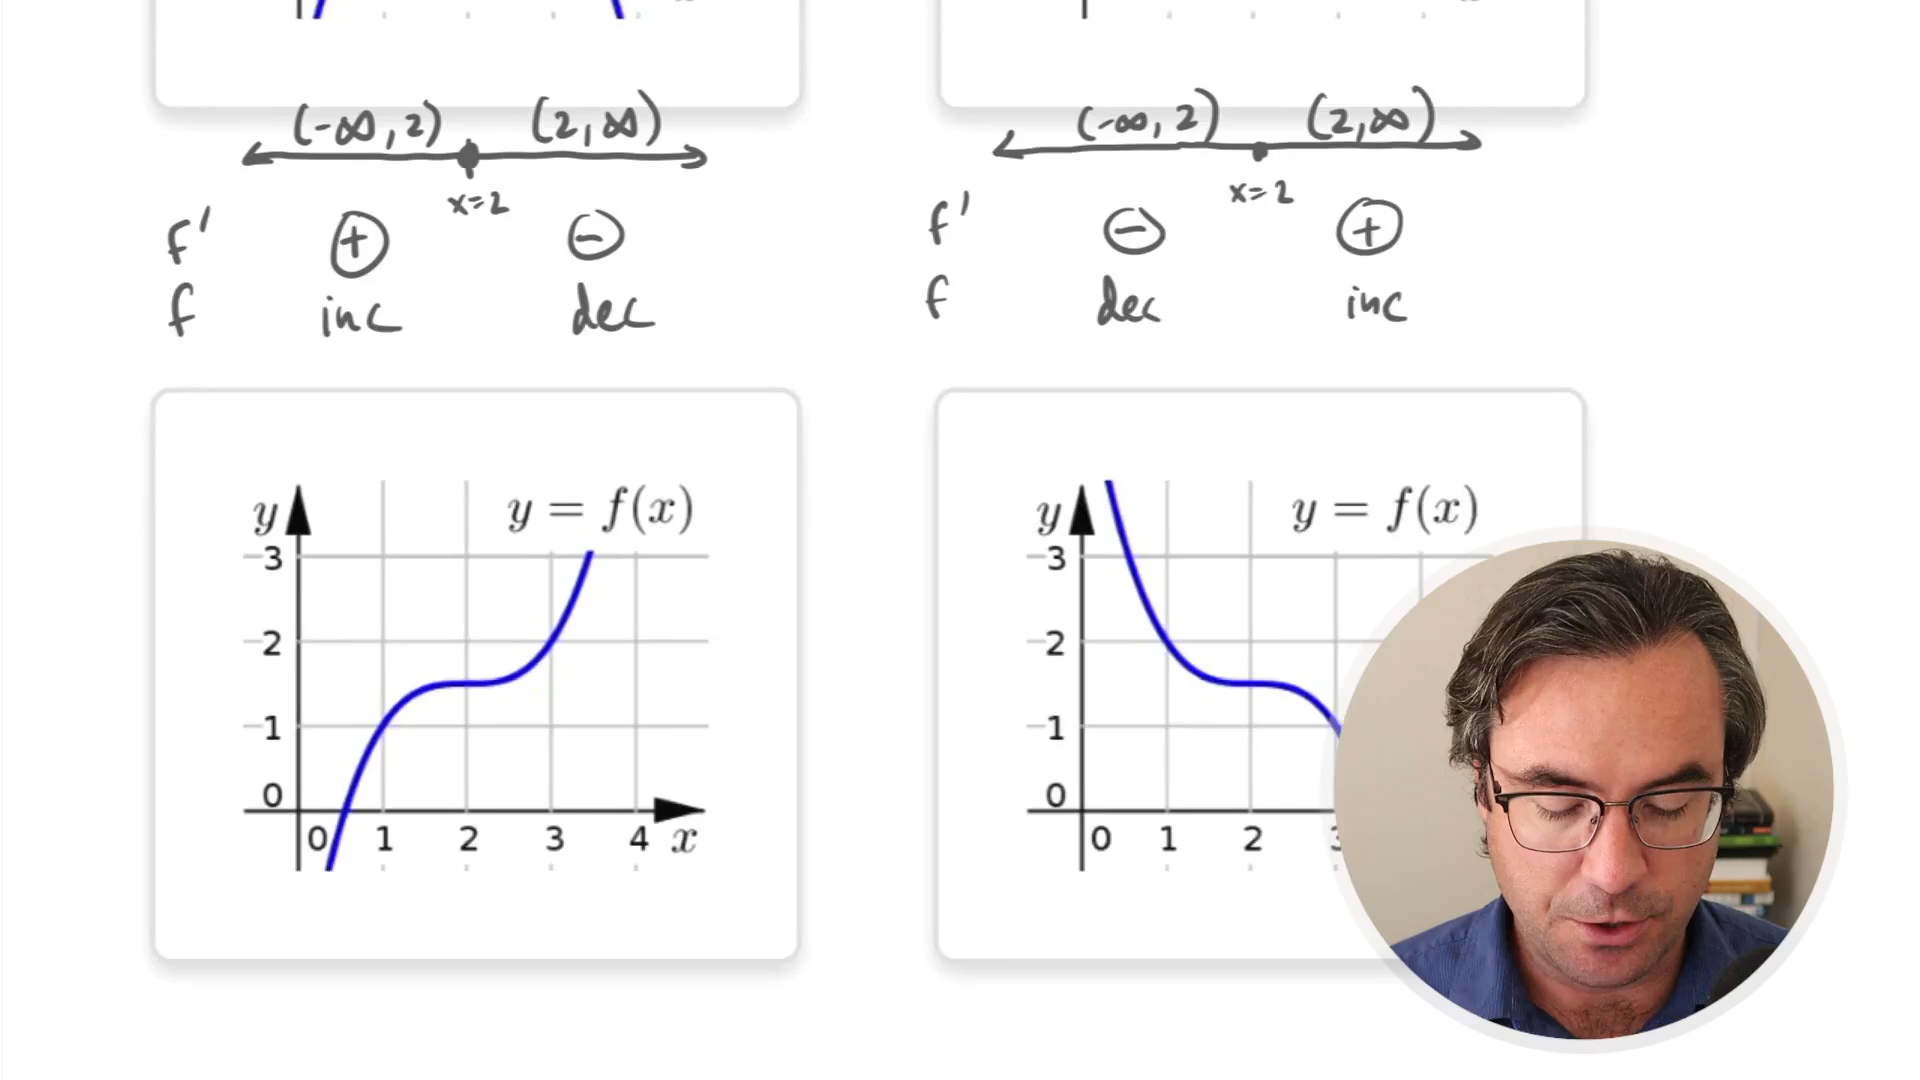 (-∞, 2) (2, ∞)
x=2
f' + -
f inc dec
(-∞, 2) (2, ∞)
x=2
f' - +
f dec inc
y y = f(x)
3
2
1
0
0 1 2 3 4 x
y y = f(x)
3
2
1
0
0 1 2